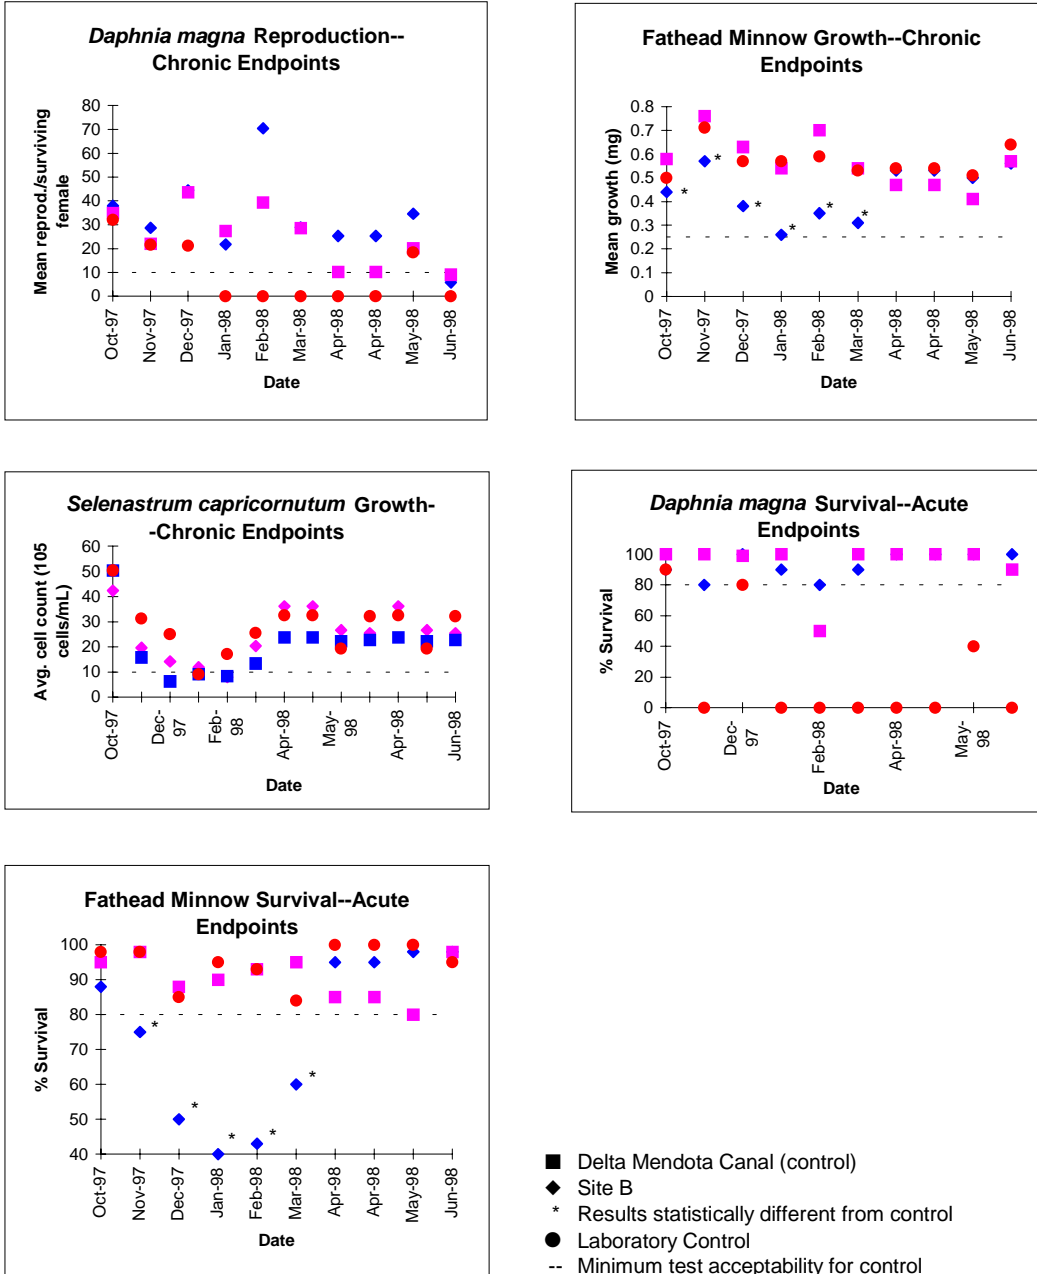 Daphnia magna Reproduction--
Chronic Endpoints
Mean reprod./surviving
female
80
70
60
50
40
30
20
10
0
Oct-97
Nov-97
Dec-97
Jan-98
Feb-98
Mar-98
Apr-98
Apr-98
May-98
Jun-98
Date
Fathead Minnow Growth--Chronic
Endpoints
Mean growth (mg)
0.8
0.7
0.6
0.5
0.4
0.3
0.2
0.1
0
* * * * * *
Oct-97
Nov-97
Dec-97
Jan-98
Feb-98
Mar-98
Apr-98
Apr-98
May-98
Jun-98
Date
Selenastrum capricornutum Growth-
-Chronic Endpoints
Avg. cell count (105
cells/mL)
60
50
40
30
20
10
0
Oct-97
Dec-
97
Feb-
98
Apr-98
May-
98
Apr-98
Jun-98
Date
Daphnia magna Survival--Acute
Endpoints
% Survival
100
80
60
40
20
0
Oct-97
Dec-
97
Feb-98
Apr-98
May-
98
Date
Fathead Minnow Survival--Acute
Endpoints
% Survival
100
90
80
70
60
50
40
* * * * *
Oct-97
Nov-97
Dec-97
Jan-98
Feb-98
Mar-98
Apr-98
Apr-98
May-98
Jun-98
Date
Delta Mendota Canal (control)
Site B
* Results statistically different from control
Laboratory Control
-- Minimum test acceptability for control